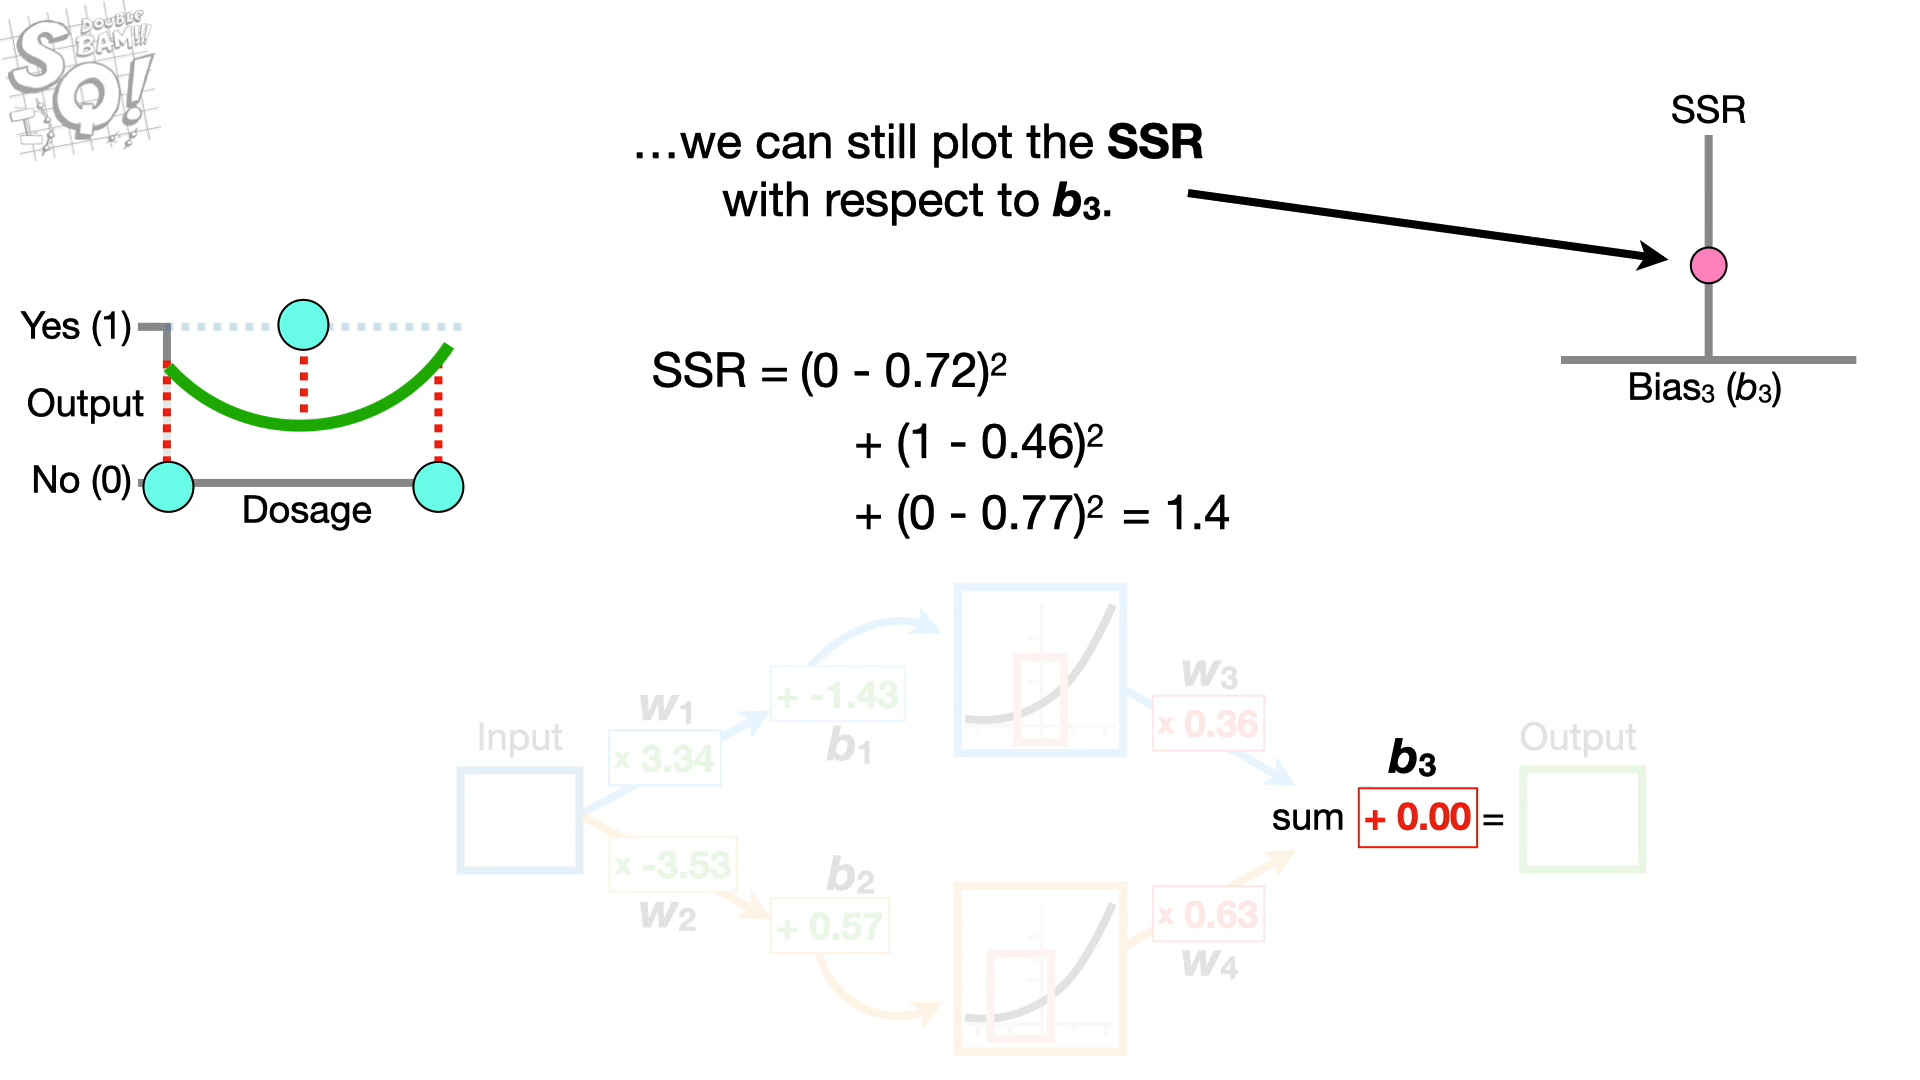 DOUBLE
BAM!!!
SQ!
…we can still plot the SSR
with respect to b₃.
SSR
Bias₃ (b₃)
Yes (1)
Output
No (0)
Dosage
SSR = (0 - 0.72)²
+ (1 - 0.46)²
+ (0 - 0.77)² = 1.4
Input
w₁
x 3.34
+ -1.43
b₁
w₃
x 0.36
x -3.53
w₂
b₂
+ 0.57
x 0.63
w₄
b₃
sum + 0.00 =
Output